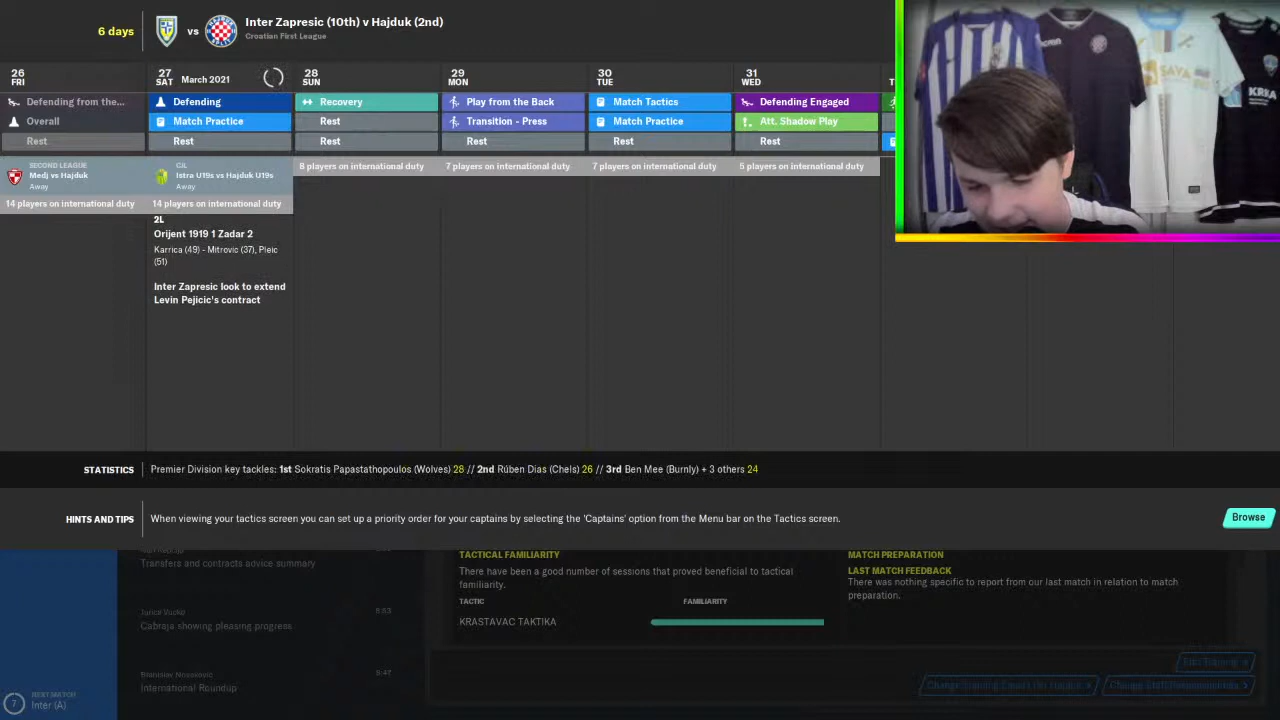 6 days
vs
Inter Zapresic (10th) v Hajduk (2nd)
Croatian First League
26 FRI
27 SAT March 2021
28 SUN
29 MON
30 TUE
31 WED
Defending from the...
Defending
Recovery
Play from the Back
Match Tactics
Defending Engaged
Overall
Match Practice
Rest
Transition - Press
Match Practice
Att. Shadow Play
Rest
Rest
Rest
Rest
Rest
Rest
SECOND LEAGUE
Medj vs Hajduk
Away
14 players on international duty
CJL
Istra U19s vs Hajduk U19s
Away
14 players on international duty
8 players on international duty
7 players on international duty
7 players on international duty
5 players on international duty
2L
Orijent 1919 1 Zadar 2
Karrica (49) - Mitrovic (37), Pleic
(51)
Inter Zapresic look to extend
Levin Pejicic's contract
STATISTICS
Premier Division key tackles: 1st Sokratis Papastathopoulos (Wolves) 28 // 2nd Rúben Dias (Chels) 26 // 3rd Ben Mee (Burnly) + 3 others 24
HINTS AND TIPS
When viewing your tactics screen you can set up a priority order for your captains by selecting the 'Captains' option from the Menu bar on the Tactics screen.
Browse
Transfers and contracts advice summary
Cabraja showing pleasing progress
International Roundup
TACTICAL FAMILIARITY
There have been a good number of sessions that proved beneficial to tactical
familiarity.
TACTIC
FAMILIARITY
KRASTAVAC TAKTIKA
MATCH PREPARATION
LAST MATCH FEEDBACK
There was nothing specific to report from our last match in relation to match
preparation.
7
NEXT MATCH
Inter (A)